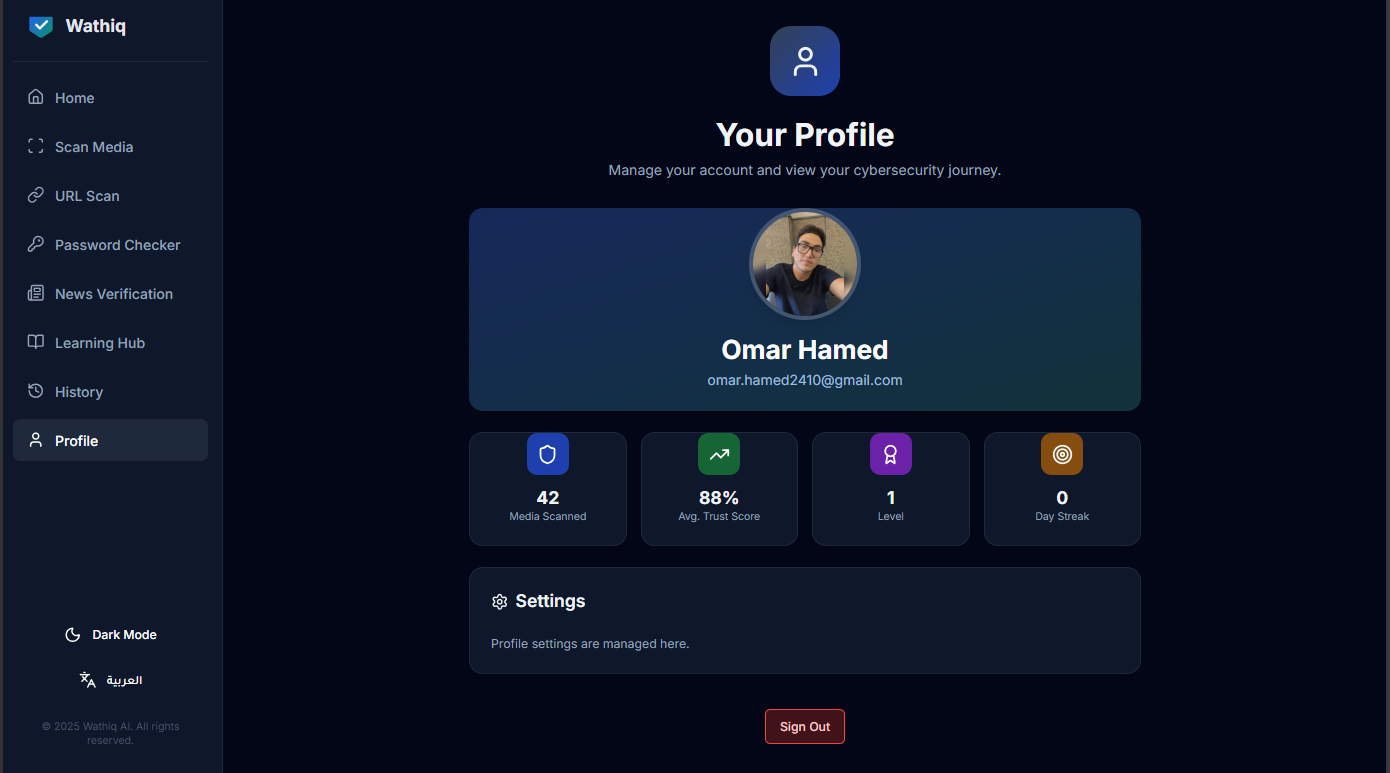 Wathiq
Home
Scan Media
URL Scan
Password Checker
News Verification
Learning Hub
History
Profile
Dark Mode
العربية
© 2025 Wathiq AI. All rights
reserved.
Your Profile
Manage your account and view your cybersecurity journey.
Omar Hamed
omar.hamed2410@gmail.com
42
Media Scanned
88%
Avg. Trust Score
1
Level
0
Day Streak
Settings
Profile settings are managed here.
Sign Out